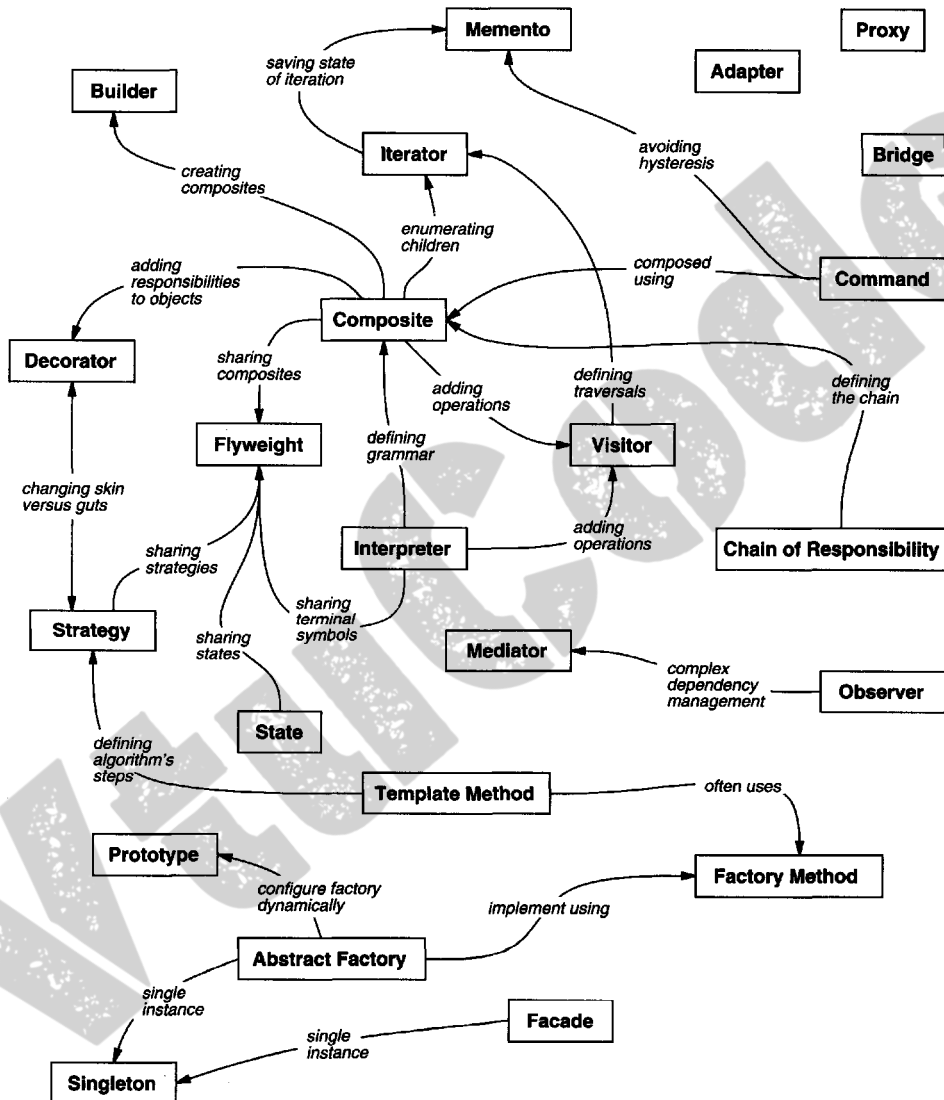 Memento
Proxy
saving state
of iteration
Adapter
Builder
Iterator
avoiding
hysteresis
Bridge
creating
composites
enumerating
children
adding
responsibilities
to objects
composed
using
Command
Composite
Decorator
sharing
composites
adding
operations
defining
traversals
defining
the chain
Flyweight
defining
grammar
Visitor
changing skin
versus guts
sharing
strategies
Interpreter
adding
operations
Chain of Responsibility
Strategy
sharing
states
sharing
terminal
symbols
Mediator
complex
dependency
management
Observer
State
defining
algorithm's
steps
Template Method
often uses
Prototype
Factory Method
configure factory
dynamically
implement using
Abstract Factory
single
instance
Facade
single
instance
Singleton